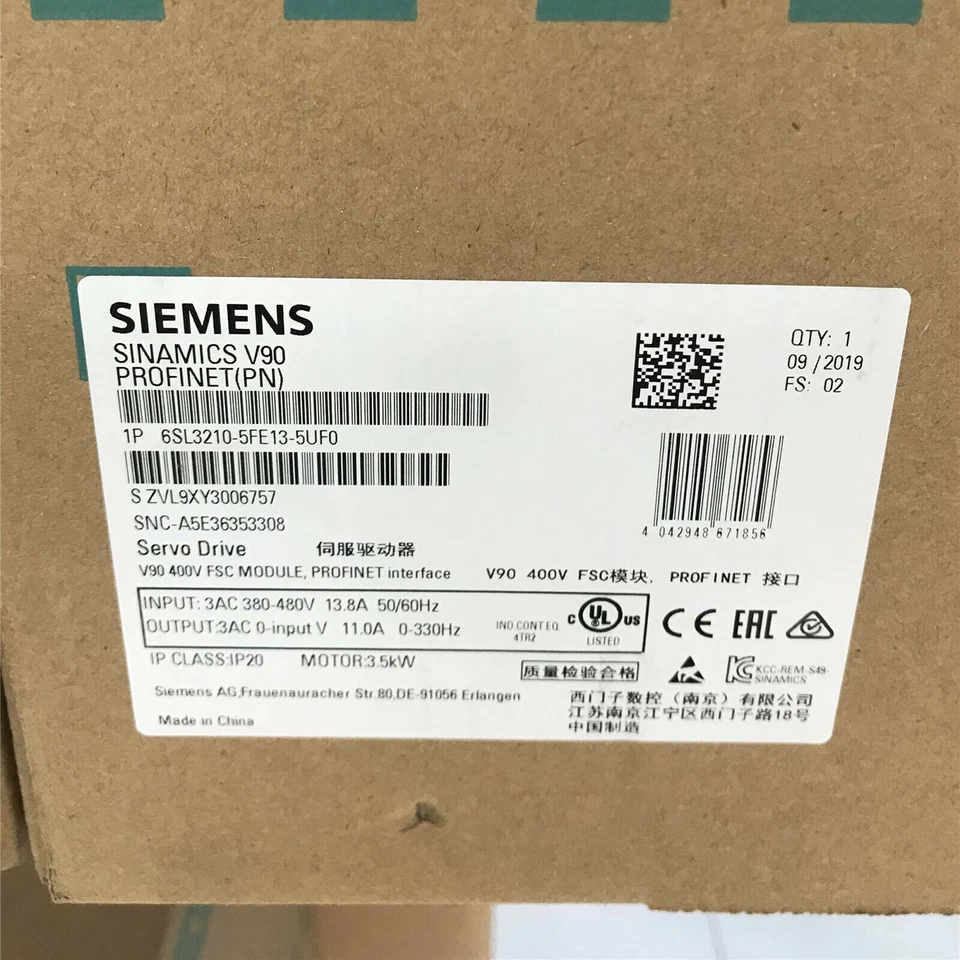 SIEMENS
SINAMICS V90
PROFINET(PN)
QTY: 1
09 /2019
FS: 02
1P 6SL3210-5FE13-5UF0
S ZVL9XY3006757
SNC-A5E36353308
4 042948 671856
Servo Drive 伺服驱动器
V90 400V FSC MODULE, PROFINET interface V90 400V FSC模块, PROFINET 接口
INPUT: 3AC 380-480V 13.8A 50/60Hz
OUTPUT:3AC 0-input V 11.0A 0-330Hz
IND.CONT.EQ.
4TR2
C UL US
LISTED
CE EAC
IP CLASS:IP20 MOTOR:3.5kW
质量检验合格
KCC-REM-S49-
SINAMICS
Siemens AG,Frauenauracher Str.80,DE-91056 Erlangen
Made in China
西门子数控（南京）有限公司
江苏南京江宁区西门子路18号
中国制造